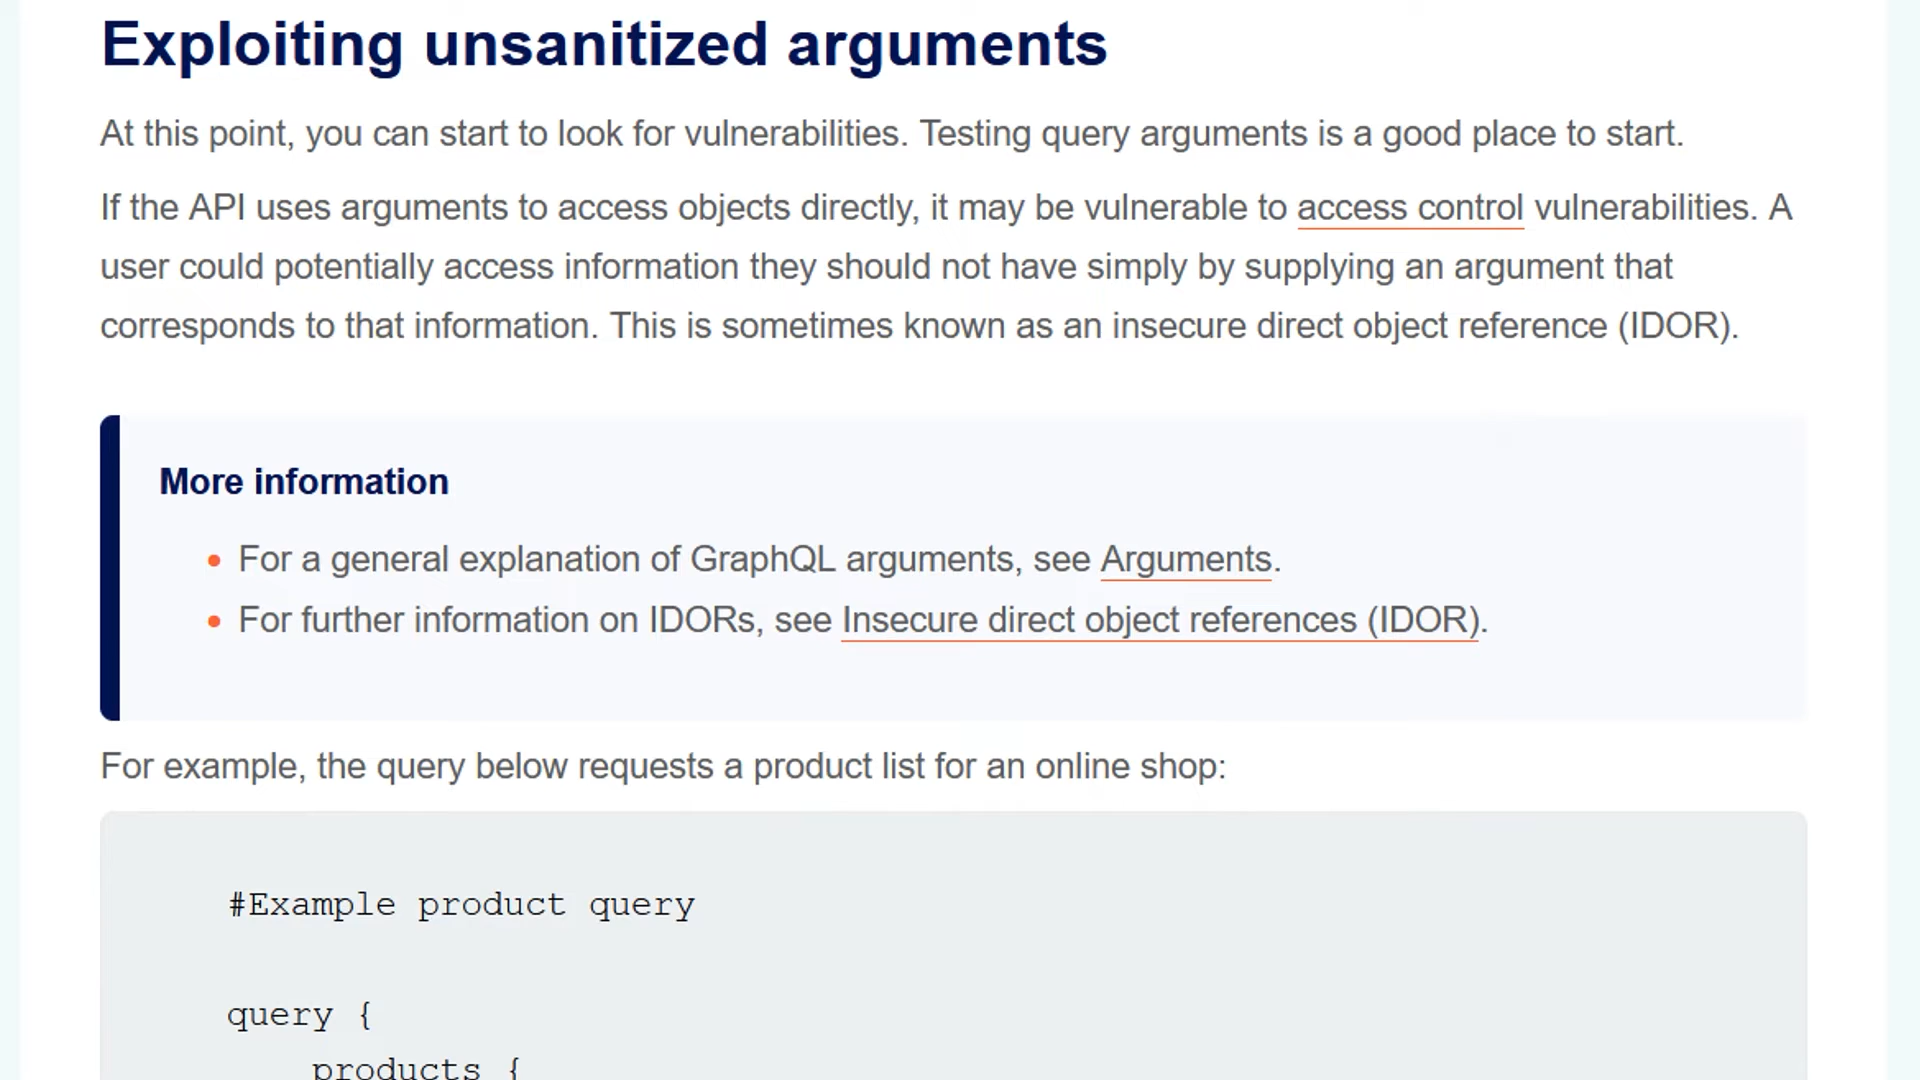 Exploiting unsanitized arguments
At this point, you can start to look for vulnerabilities. Testing query arguments is a good place to start.
If the API uses arguments to access objects directly, it may be vulnerable to access control vulnerabilities. A
user could potentially access information they should not have simply by supplying an argument that
corresponds to that information. This is sometimes known as an insecure direct object reference (IDOR).
More information
• For a general explanation of GraphQL arguments, see Arguments.
• For further information on IDORs, see Insecure direct object references (IDOR).
For example, the query below requests a product list for an online shop:
#Example product query
query {
products {